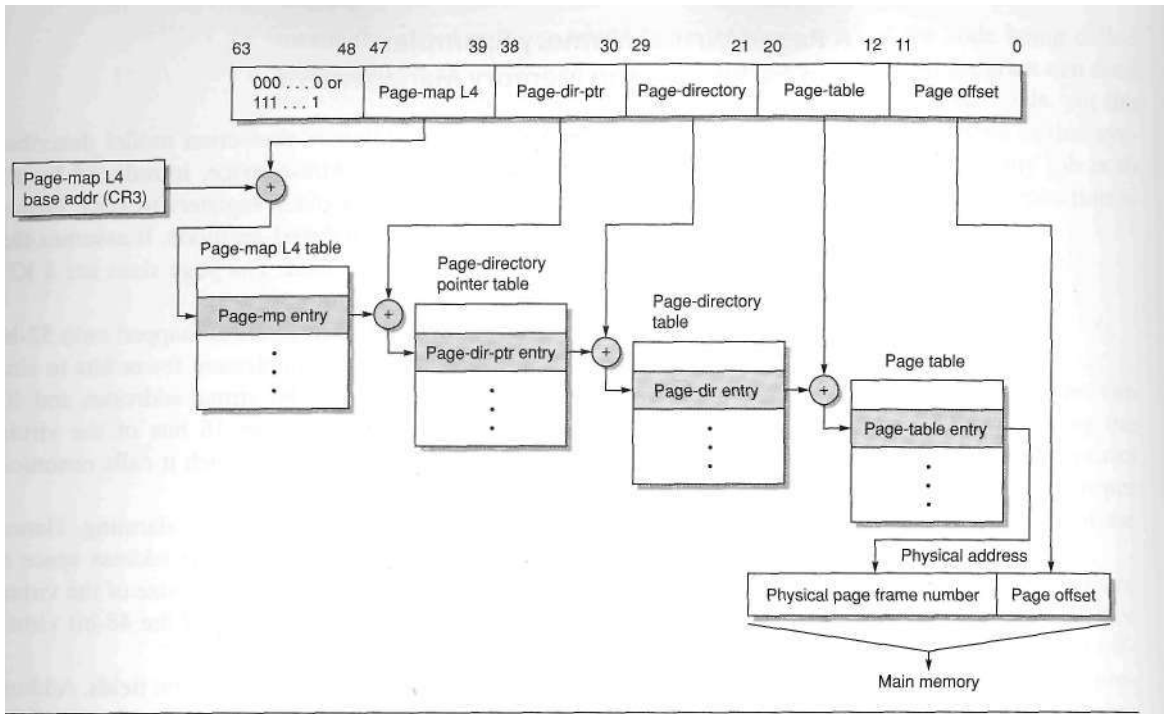 63 48 47 39 38 30 29 21 20 12 11 0
000 . . . 0 or
111 . . . 1
Page-map L4
Page-dir-ptr
Page-directory
Page-table
Page offset
Page-map L4
base addr (CR3)
+
Page-map L4 table
Page-mp entry
+
Page-directory
pointer table
Page-dir-ptr entry
+
Page-directory
table
Page-dir entry
+
Page table
Page-table entry
Physical address
Physical page frame number
Page offset
Main memory